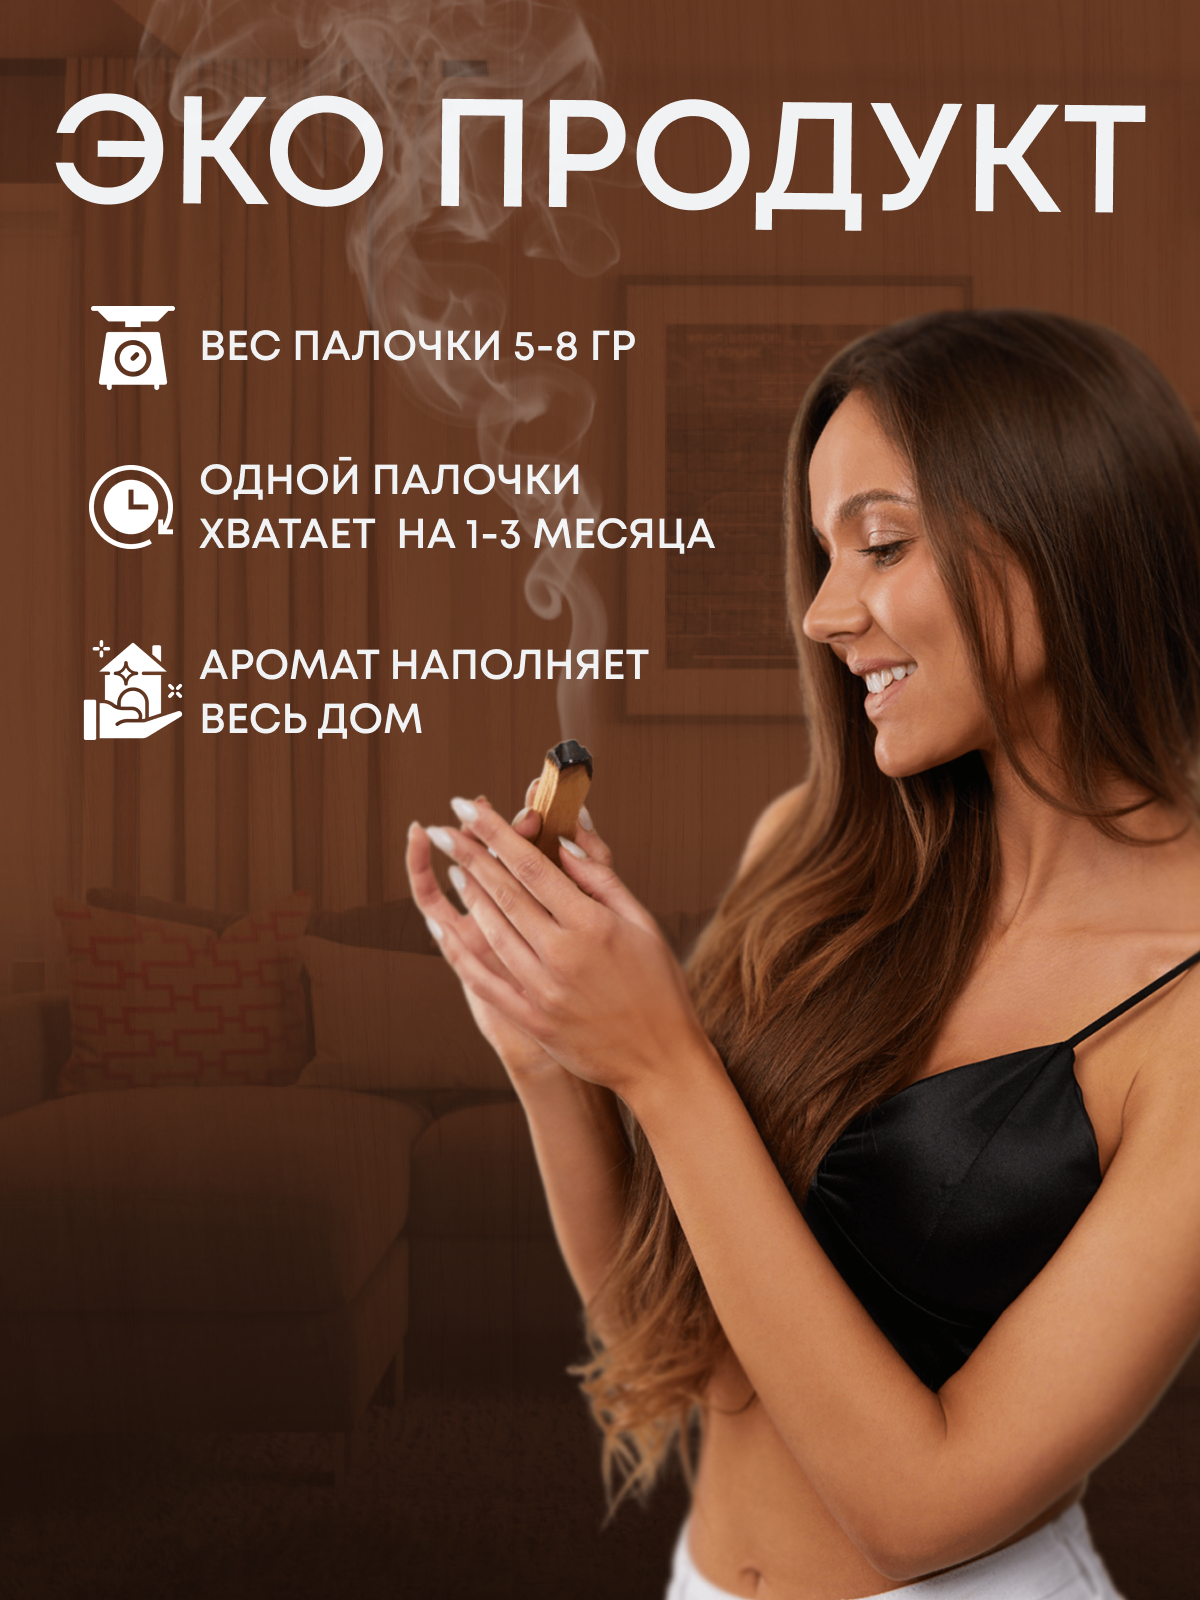 ЭКО ПРОДУКТ
ВЕС ПАЛОЧКИ 5-8 ГР
ОДНОЙ ПАЛОЧКИ
ХВАТАЕТ НА 1-3 МЕСЯЦА
АРОМАТ НАПОЛНЯЕТ
ВЕСЬ ДОМ